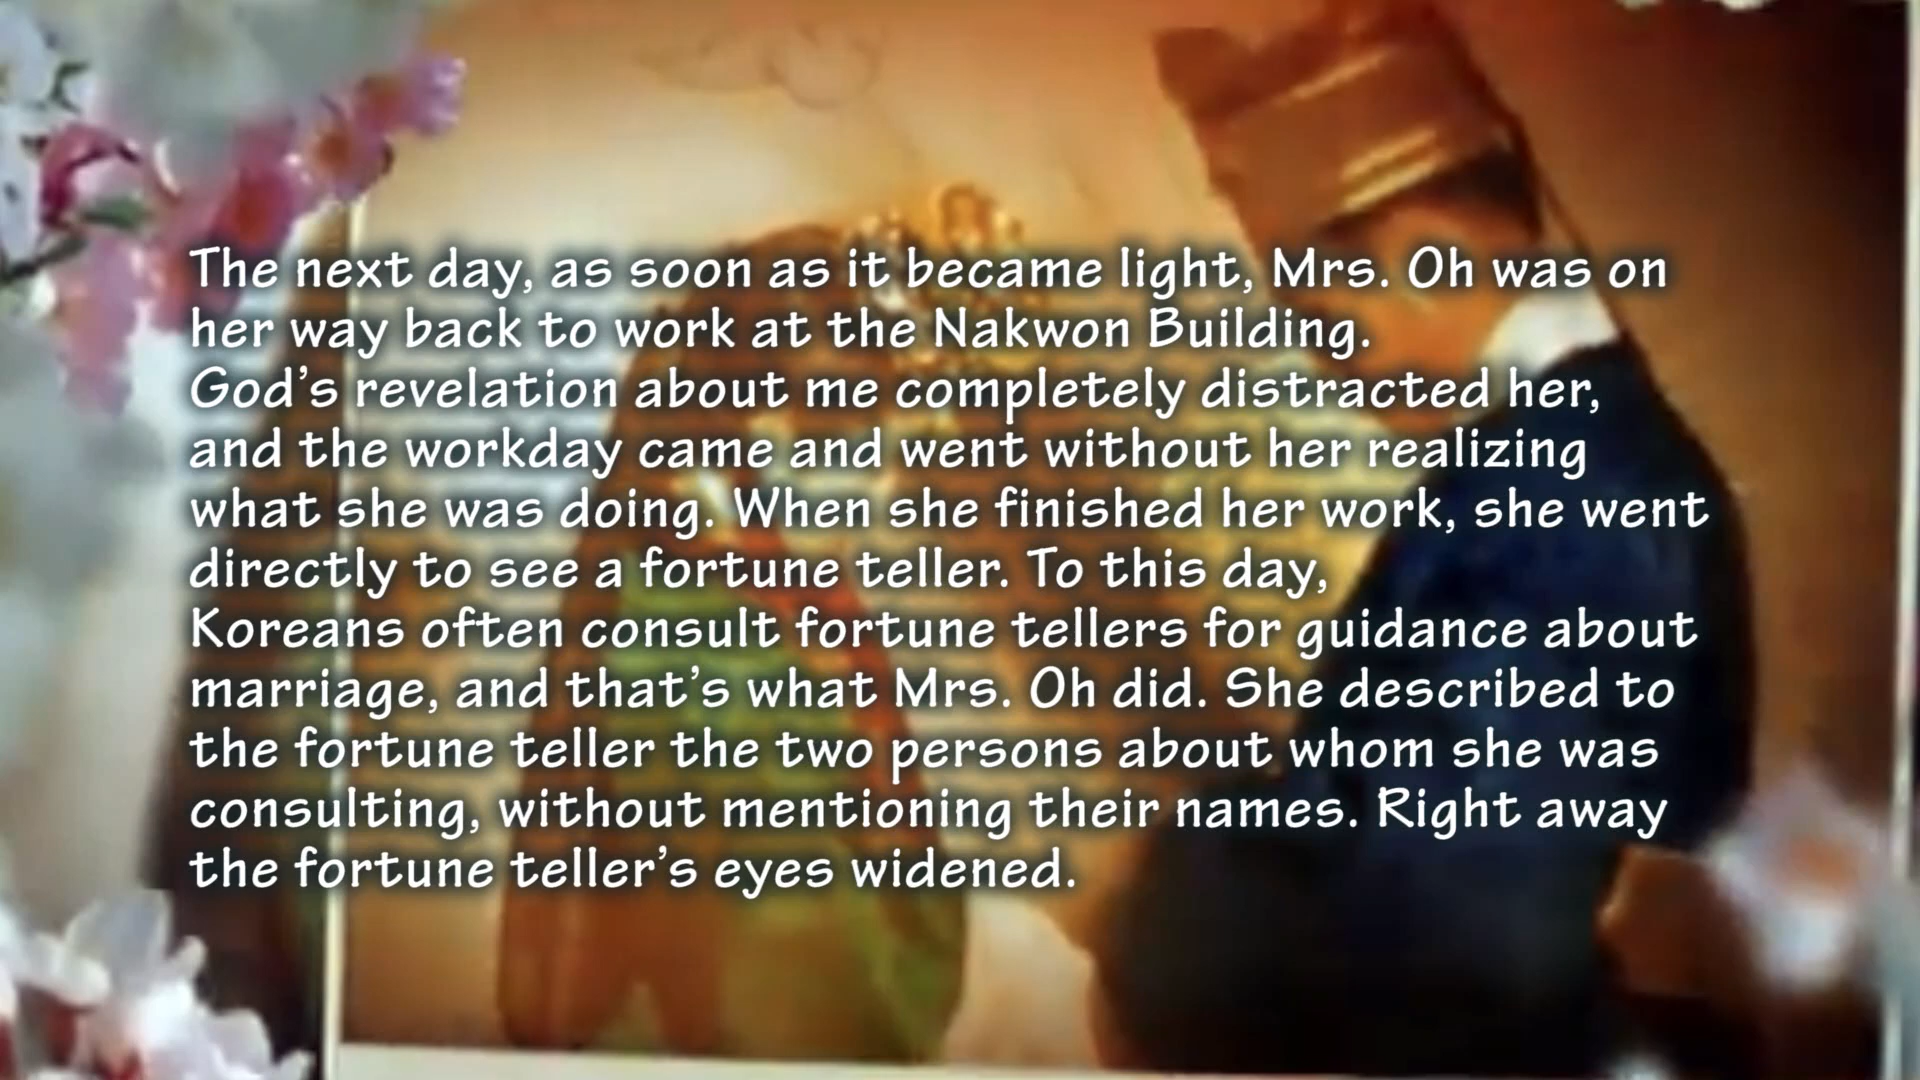 The next day, as soon as it became light, Mrs. Oh was on
her way back to work at the Nakwon Building.
God’s revelation about me completely distracted her,
and the workday came and went without her realizing
what she was doing. When she finished her work, she went
directly to see a fortune teller. To this day,
Koreans often consult fortune tellers for guidance about
marriage, and that’s what Mrs. Oh did. She described to
the fortune teller the two persons about whom she was
consulting, without mentioning their names. Right away
the fortune teller’s eyes widened.